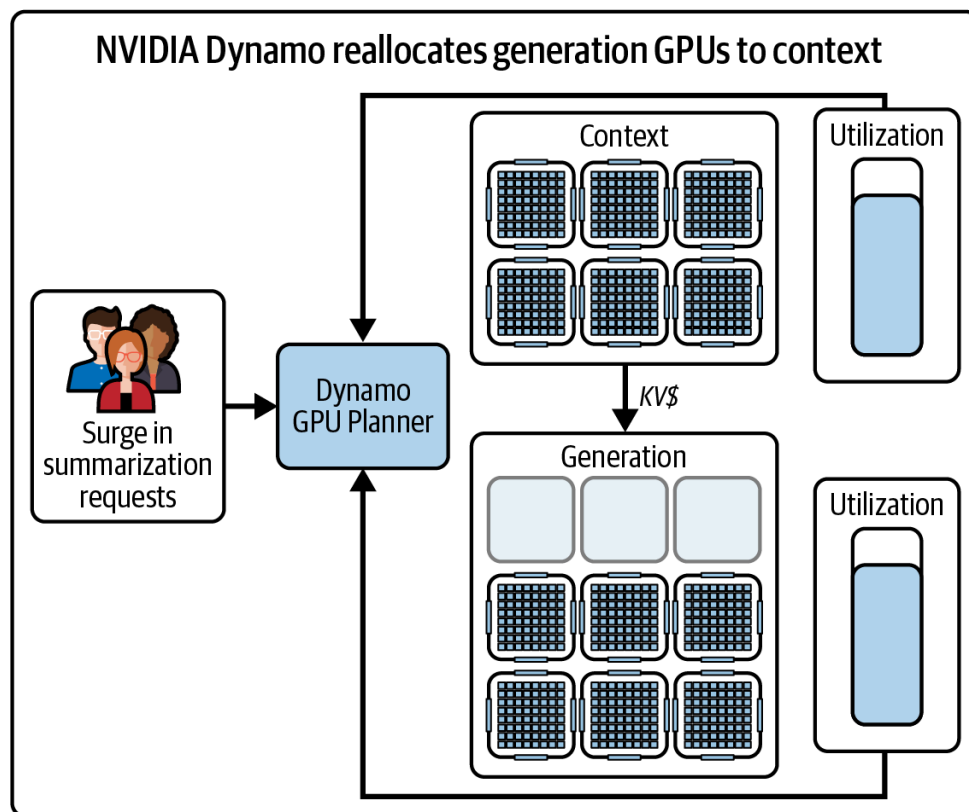 NVIDIA Dynamo reallocates generation GPUs to context
Context
Utilization
Surge in
summarization
requests
Dynamo
GPU Planner
KV$
Generation
Utilization